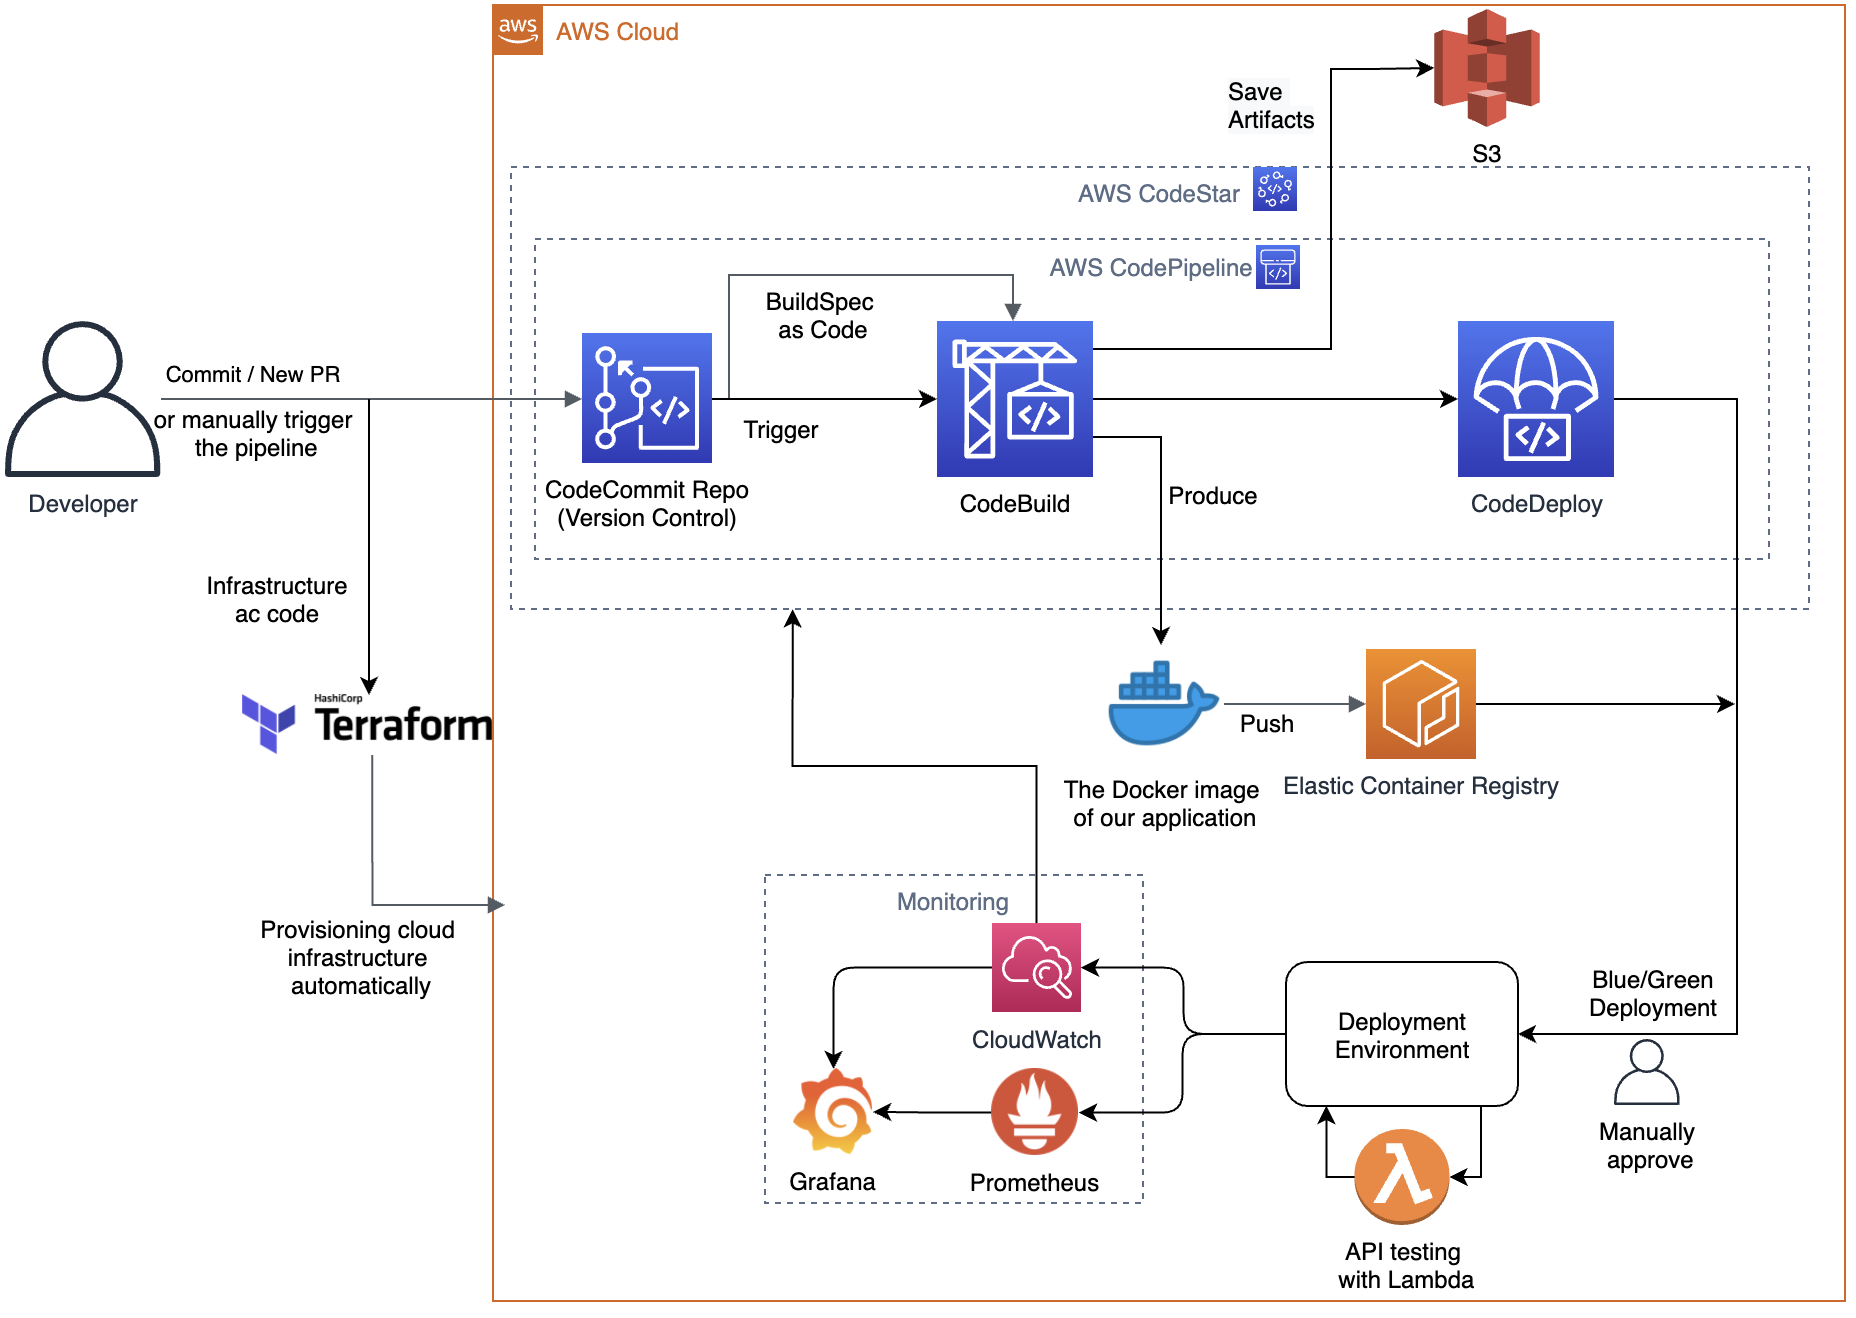 aws
AWS Cloud
Save
Artifacts
S3
AWS CodeStar
AWS CodePipeline
BuildSpec
as Code
Commit / New PR
or manually trigger
the pipeline
Developer
Trigger
CodeCommit Repo
(Version Control)
CodeBuild
Produce
CodeDeploy
Infrastructure
ac code
HashiCorp
Terraform
Push
The Docker image
of our application
Elastic Container Registry
Provisioning cloud
infrastructure
automatically
Monitoring
CloudWatch
Grafana
Prometheus
Deployment
Environment
Blue/Green
Deployment
Manually
approve
API testing
with Lambda